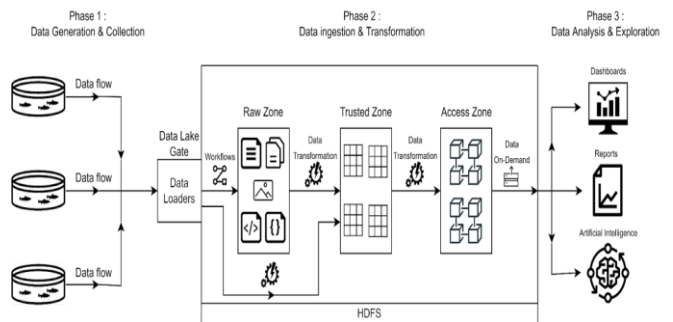 Phase 1 :
Data Generation & Collection
Phase 2 :
Data ingestion & Transformation
Phase 3 :
Data Analysis & Exploration
Data flow
Data flow
Data flow
Data Lake
Gate
Data
Loaders
Workflows
Raw Zone
</>
{}
Data
Transformation
Trusted Zone
Data
Transformation
Access Zone
Data
On-Demand
Dashboards
Reports
Artificial Intelligence
HDFS